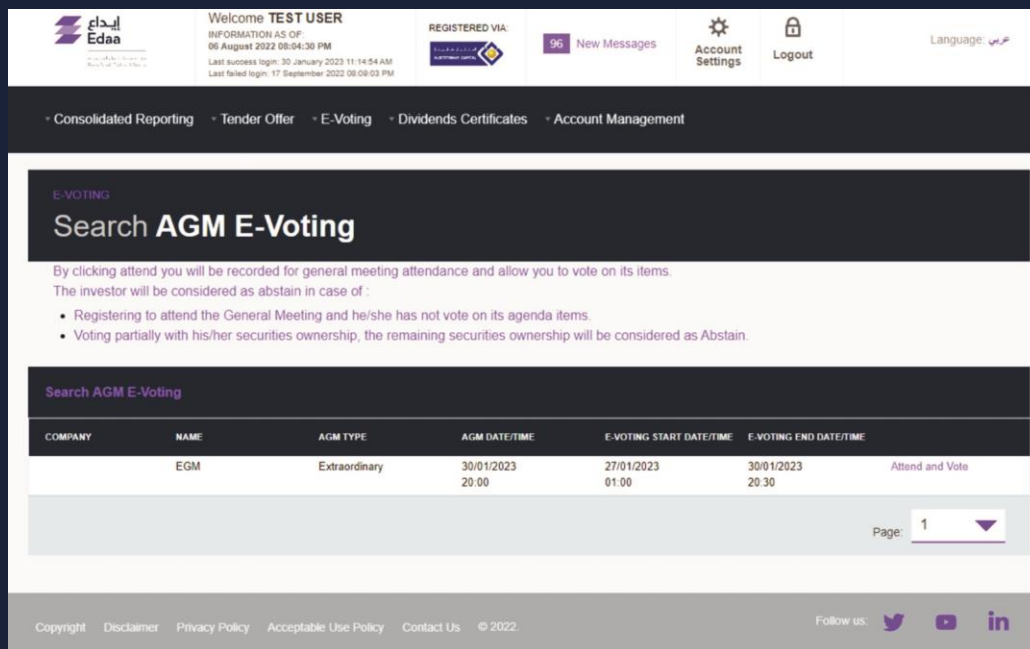 إيداع
Edaa
Welcome TEST USER
INFORMATION AS OF:
06 August 2022 08:04:30 PM
Last success login: 30 January 2023 11:14:54 AM
Last failed login: 17 September 2022 09:09:03 PM
REGISTERED VIA:
96 New Messages
Account Settings
Logout
Language: عربي
Consolidated Reporting Tender Offer E-Voting Dividends Certificates Account Management
E-VOTING
Search AGM E-Voting
By clicking attend you will be recorded for general meeting attendance and allow you to vote on its items.
The investor will be considered as abstain in case of :
• Registering to attend the General Meeting and he/she has not vote on its agenda items.
• Voting partially with his/her securities ownership, the remaining securities ownership will be considered as Abstain.
Search AGM E-Voting
COMPANY NAME AGM TYPE AGM DATE/TIME E-VOTING START DATE/TIME E-VOTING END DATE/TIME
EGM Extraordinary 30/01/2023 27/01/2023 30/01/2023 Attend and Vote
20:00 01:00 20:30
Page: 1
Copyright Disclaimer Privacy Policy Acceptable Use Policy Contact Us © 2022.
Follow us: